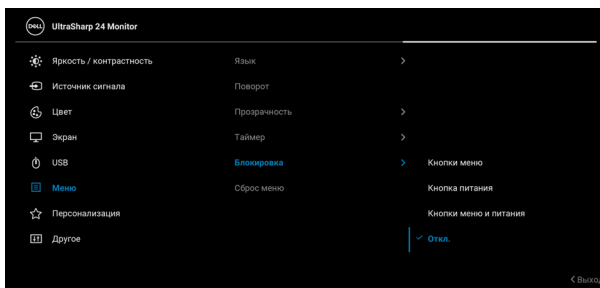 DELL UltraSharp 24 Monitor
Яркость / контрастность
Источник сигнала
Цвет
Экран
USB
Меню
Персонализация
Другое
Язык
Поворот
Прозрачность
Таймер
Блокировка
Сброс меню
Кнопки меню
Кнопка питания
Кнопки меню и питания
Откл.
Выход